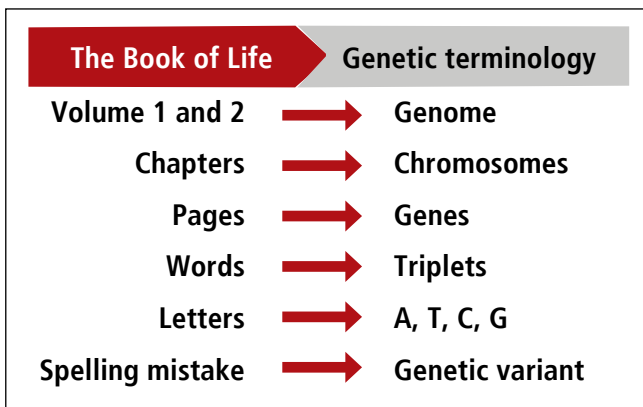 The Book of Life Genetic terminology
Volume 1 and 2 Genome
Chapters Chromosomes
Pages Genes
Words Triplets
Letters A, T, C, G
Spelling mistake Genetic variant